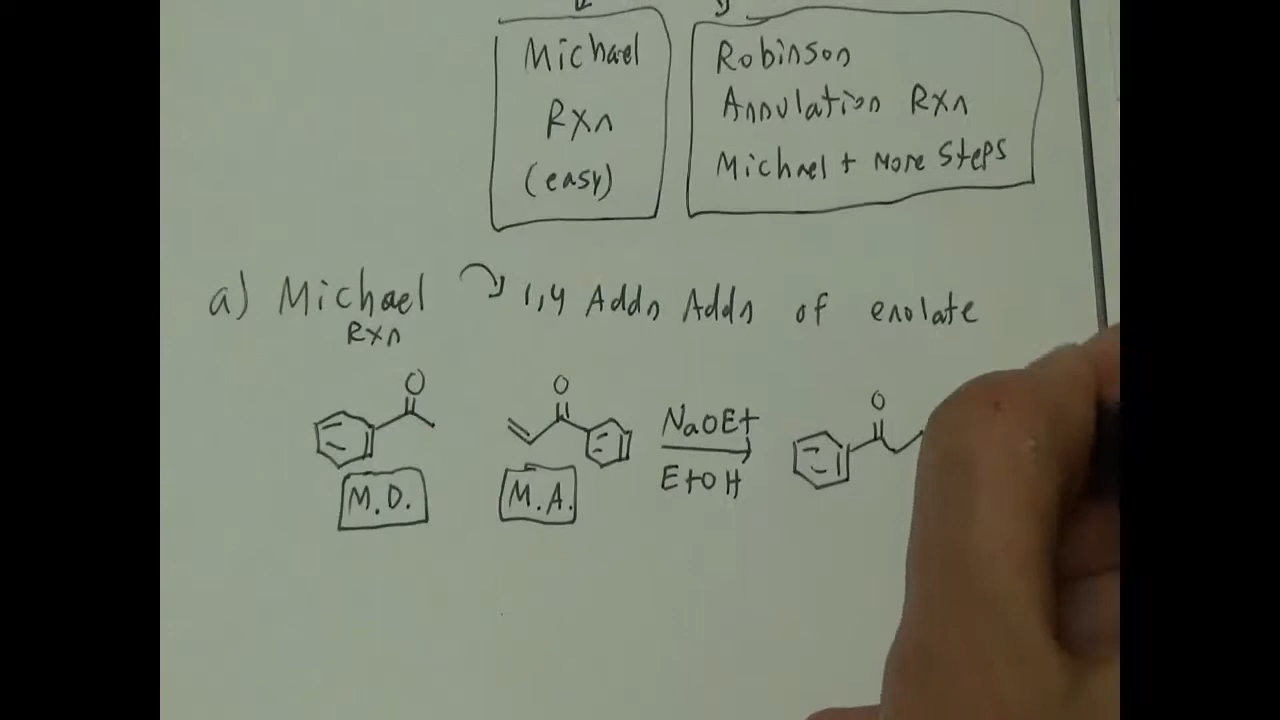 Michael
Rxn
(easy)
Robinson
Annulation Rxn
Michael + More Steps
a) Michael 1,4 Addn Addn of enolate
Rxn
O
O
NaOEt
EtOH
O
M.D.
M.A.